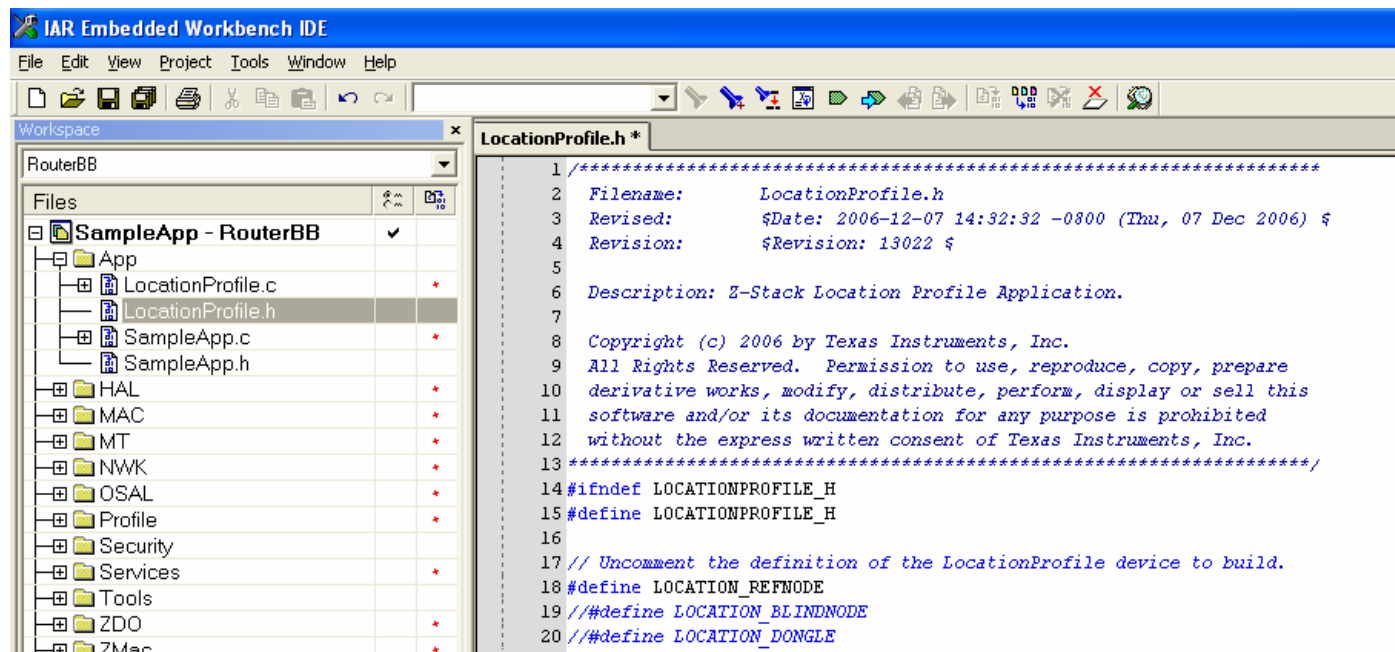 IAR Embedded Workbench IDE
File Edit View Project Tools Window Help
Workspace
RouterBB
Files
SampleApp - RouterBB
App
LocationProfile.c
LocationProfile.h
SampleApp.c
SampleApp.h
HAL
MAC
MT
NWK
OSAL
Profile
Security
Services
Tools
ZDO
ZMac
LocationProfile.h *
1 /*********************************************************************
2 Filename: LocationProfile.h
3 Revised: $Date: 2006-12-07 14:32:32 -0800 (Thu, 07 Dec 2006) $
4 Revision: $Revision: 13022 $
5
6 Description: Z-Stack Location Profile Application.
7
8 Copyright (c) 2006 by Texas Instruments, Inc.
9 All Rights Reserved. Permission to use, reproduce, copy, prepare
10 derivative works, modify, distribute, perform, display or sell this
11 software and/or its documentation for any purpose is prohibited
12 without the express written consent of Texas Instruments, Inc.
13 *********************************************************************/
14 #ifndef LOCATIONPROFILE_H
15 #define LOCATIONPROFILE_H
16
17 // Uncomment the definition of the LocationProfile device to build.
18 #define LOCATION_REFNODE
19 //#define LOCATION_BLINDNODE
20 //#define LOCATION_DONGLE